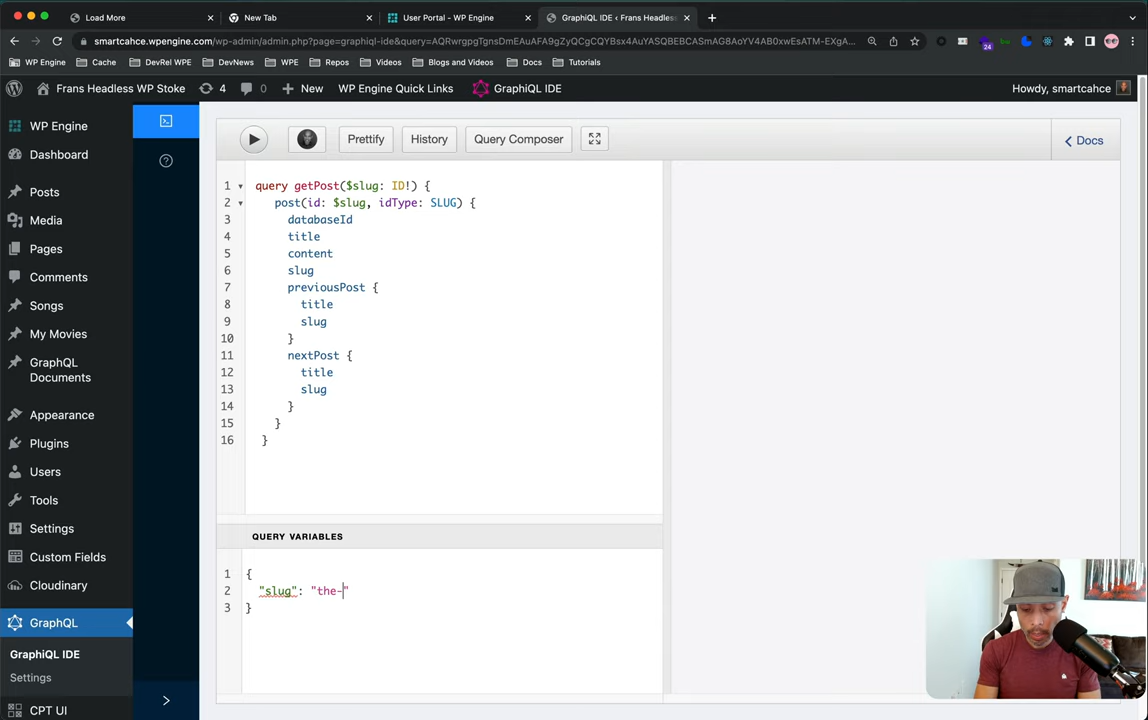 Load More
New Tab
User Portal - WP Engine
GraphiQL IDE ‹ Frans Headless
smartcahce.wpengine.com/wp-admin/admin.php?page=graphiql-ide&query=AQRwrgpgTgnsDmEAuAFA9gZyQCgCQYBsx4AuYASQBEBCASmAG8AoYV4AB0xwEsATM-EXgA...
WP Engine
Cache
DevRel WPE
DevNews
WPE
Repos
Videos
Blogs and Videos
Docs
Tutorials
24
Frans Headless WP Stoke
4
0
New
WP Engine Quick Links
GraphiQL IDE
Howdy, smartcahce
WP Engine
Dashboard
Posts
Media
Pages
Comments
Songs
My Movies
GraphQL
Documents
Appearance
Plugins
Users
Tools
Settings
Custom Fields
Cloudinary
GraphQL
GraphiQL IDE
Settings
CPT UI
Prettify
History
Query Composer
Docs
1 query getPost($slug: ID!) {
2 post(id: $slug, idType: SLUG) {
3 databaseId
4 title
5 content
6 slug
7 previousPost {
8 title
9 slug
10 }
11 nextPost {
12 title
13 slug
14 }
15 }
16 }
QUERY VARIABLES
1 {
2 "slug": "the-"
3 }